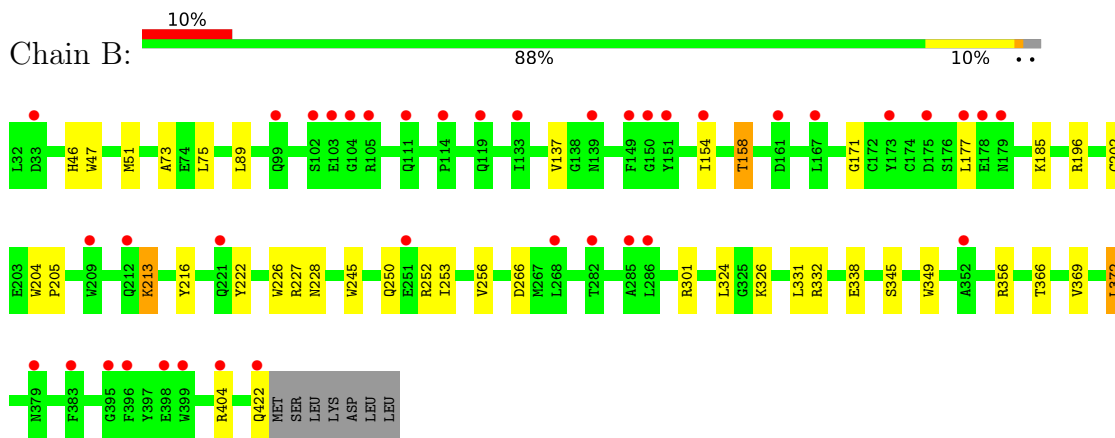 10%
Chain B:
88% 10% ••
L32 D33 H46 W47 M51 A73 E74 L75 L89 Q99 S102 E103 G104 R105 Q111 P114 Q119 I133 V137 G138 N139 F149 G150 Y151 I154 T158 D161 L167 G171 C172 Y173 C174 D175 S176 L177 E178 N179 K185 R196
E203 W204 P205 W209 Q212 K213 Y216 Q221 Y222 W226 R227 N228 W245 Q250 E251 R252 I253 V256 D266 M267 L268 T282 A285 L286 R301 L324 G325 K326 L331 R332 E338 S345 W349 A352 R356 T366 V369
N379 F383 G395 F396 Y397 E398 W399 R404 Q422 MET SER LEU LYS ASP LEU LEU